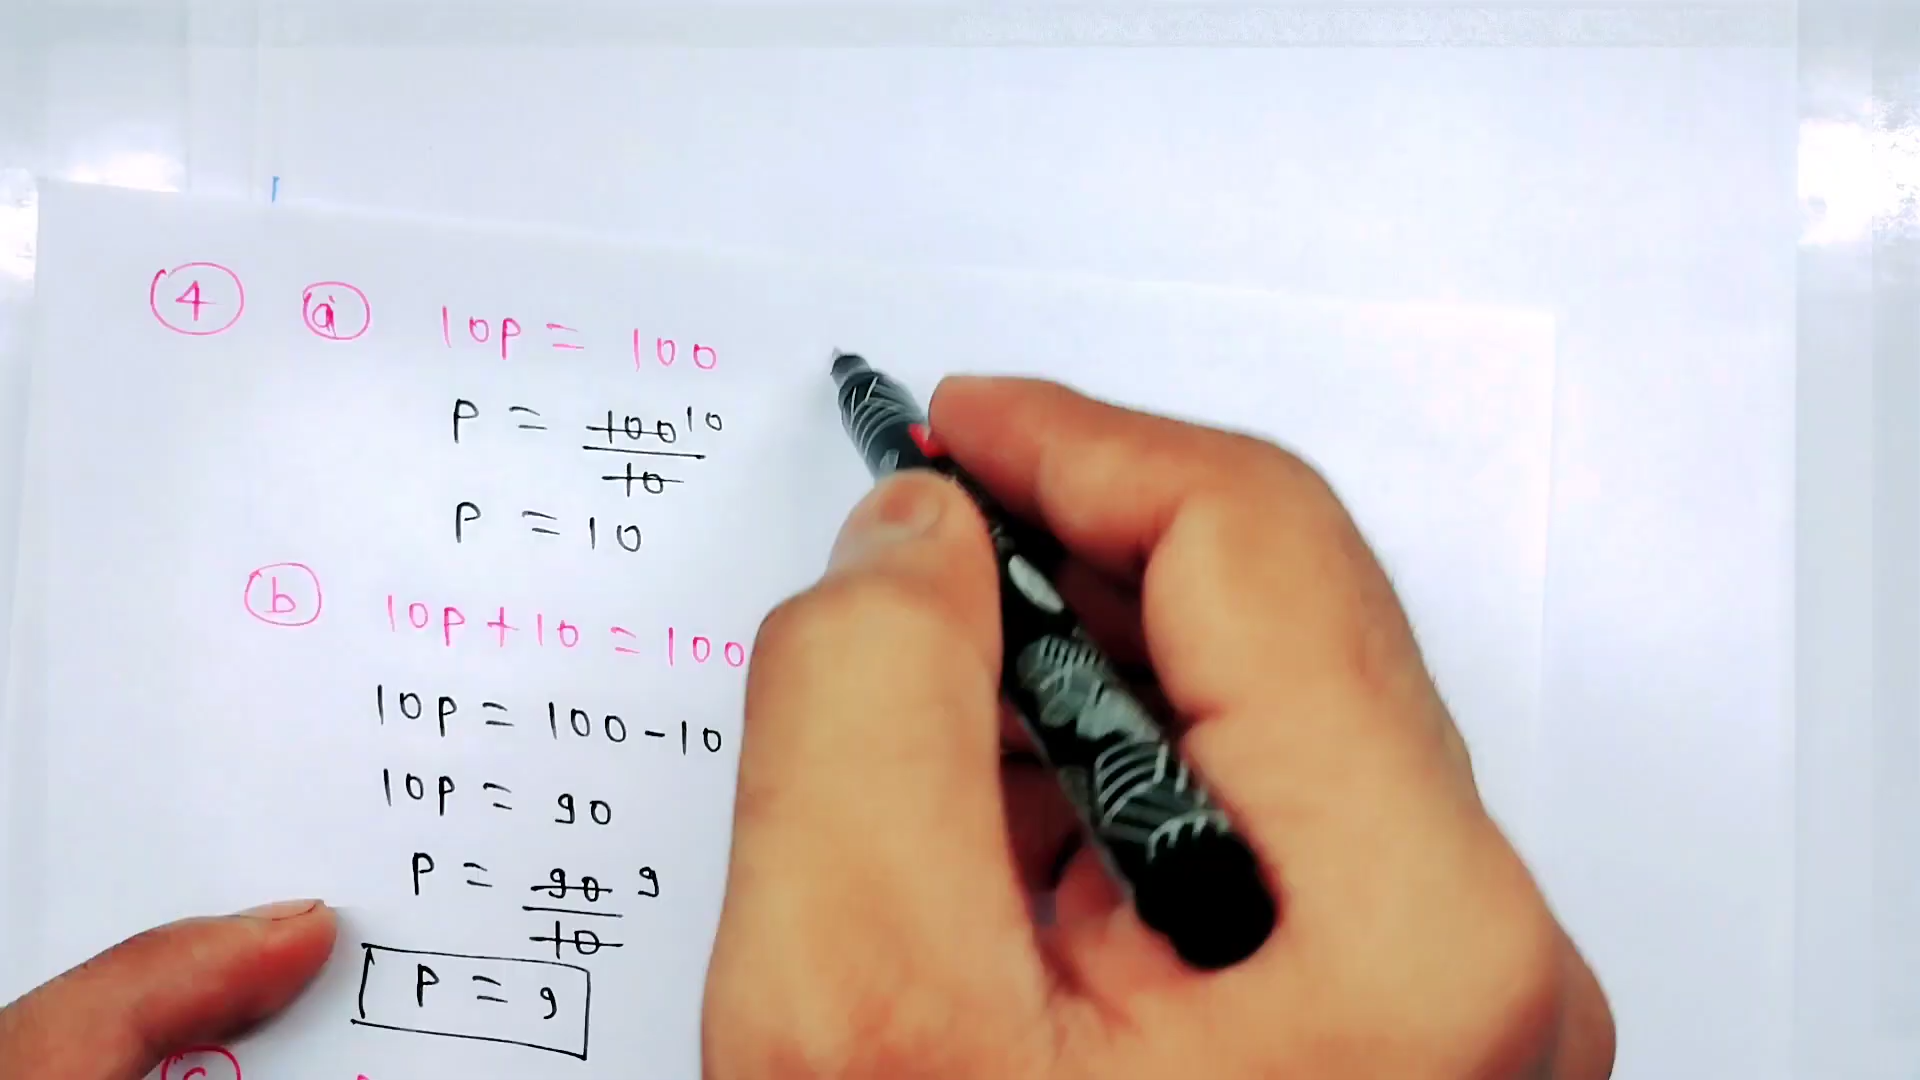 4 a 10p = 100
p = 100 10
10
p = 10
b 10p + 10 = 100
10p = 100 - 10
10p = 90
p = 90 9
10
p = 9
c